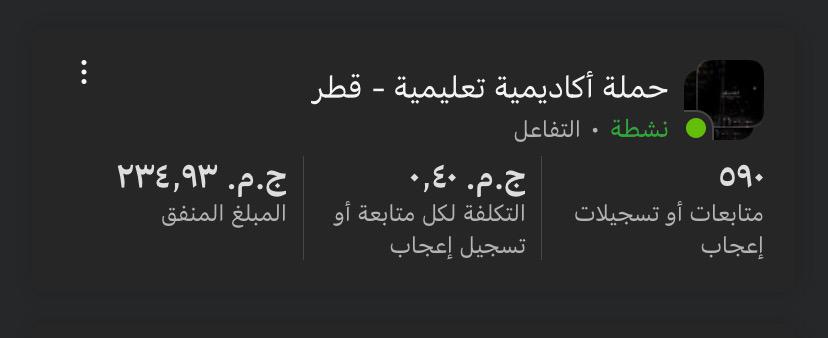 حملة أكاديمية تعليمية - قطر
نشطة • التفاعل
٥٩٠
متابعات أو تسجيلات
إعجاب
ج.م. ٠,٤٠
التكلفة لكل متابعة أو
تسجيل إعجاب
ج.م. ٢٣٤,٩٣
المبلغ المنفق